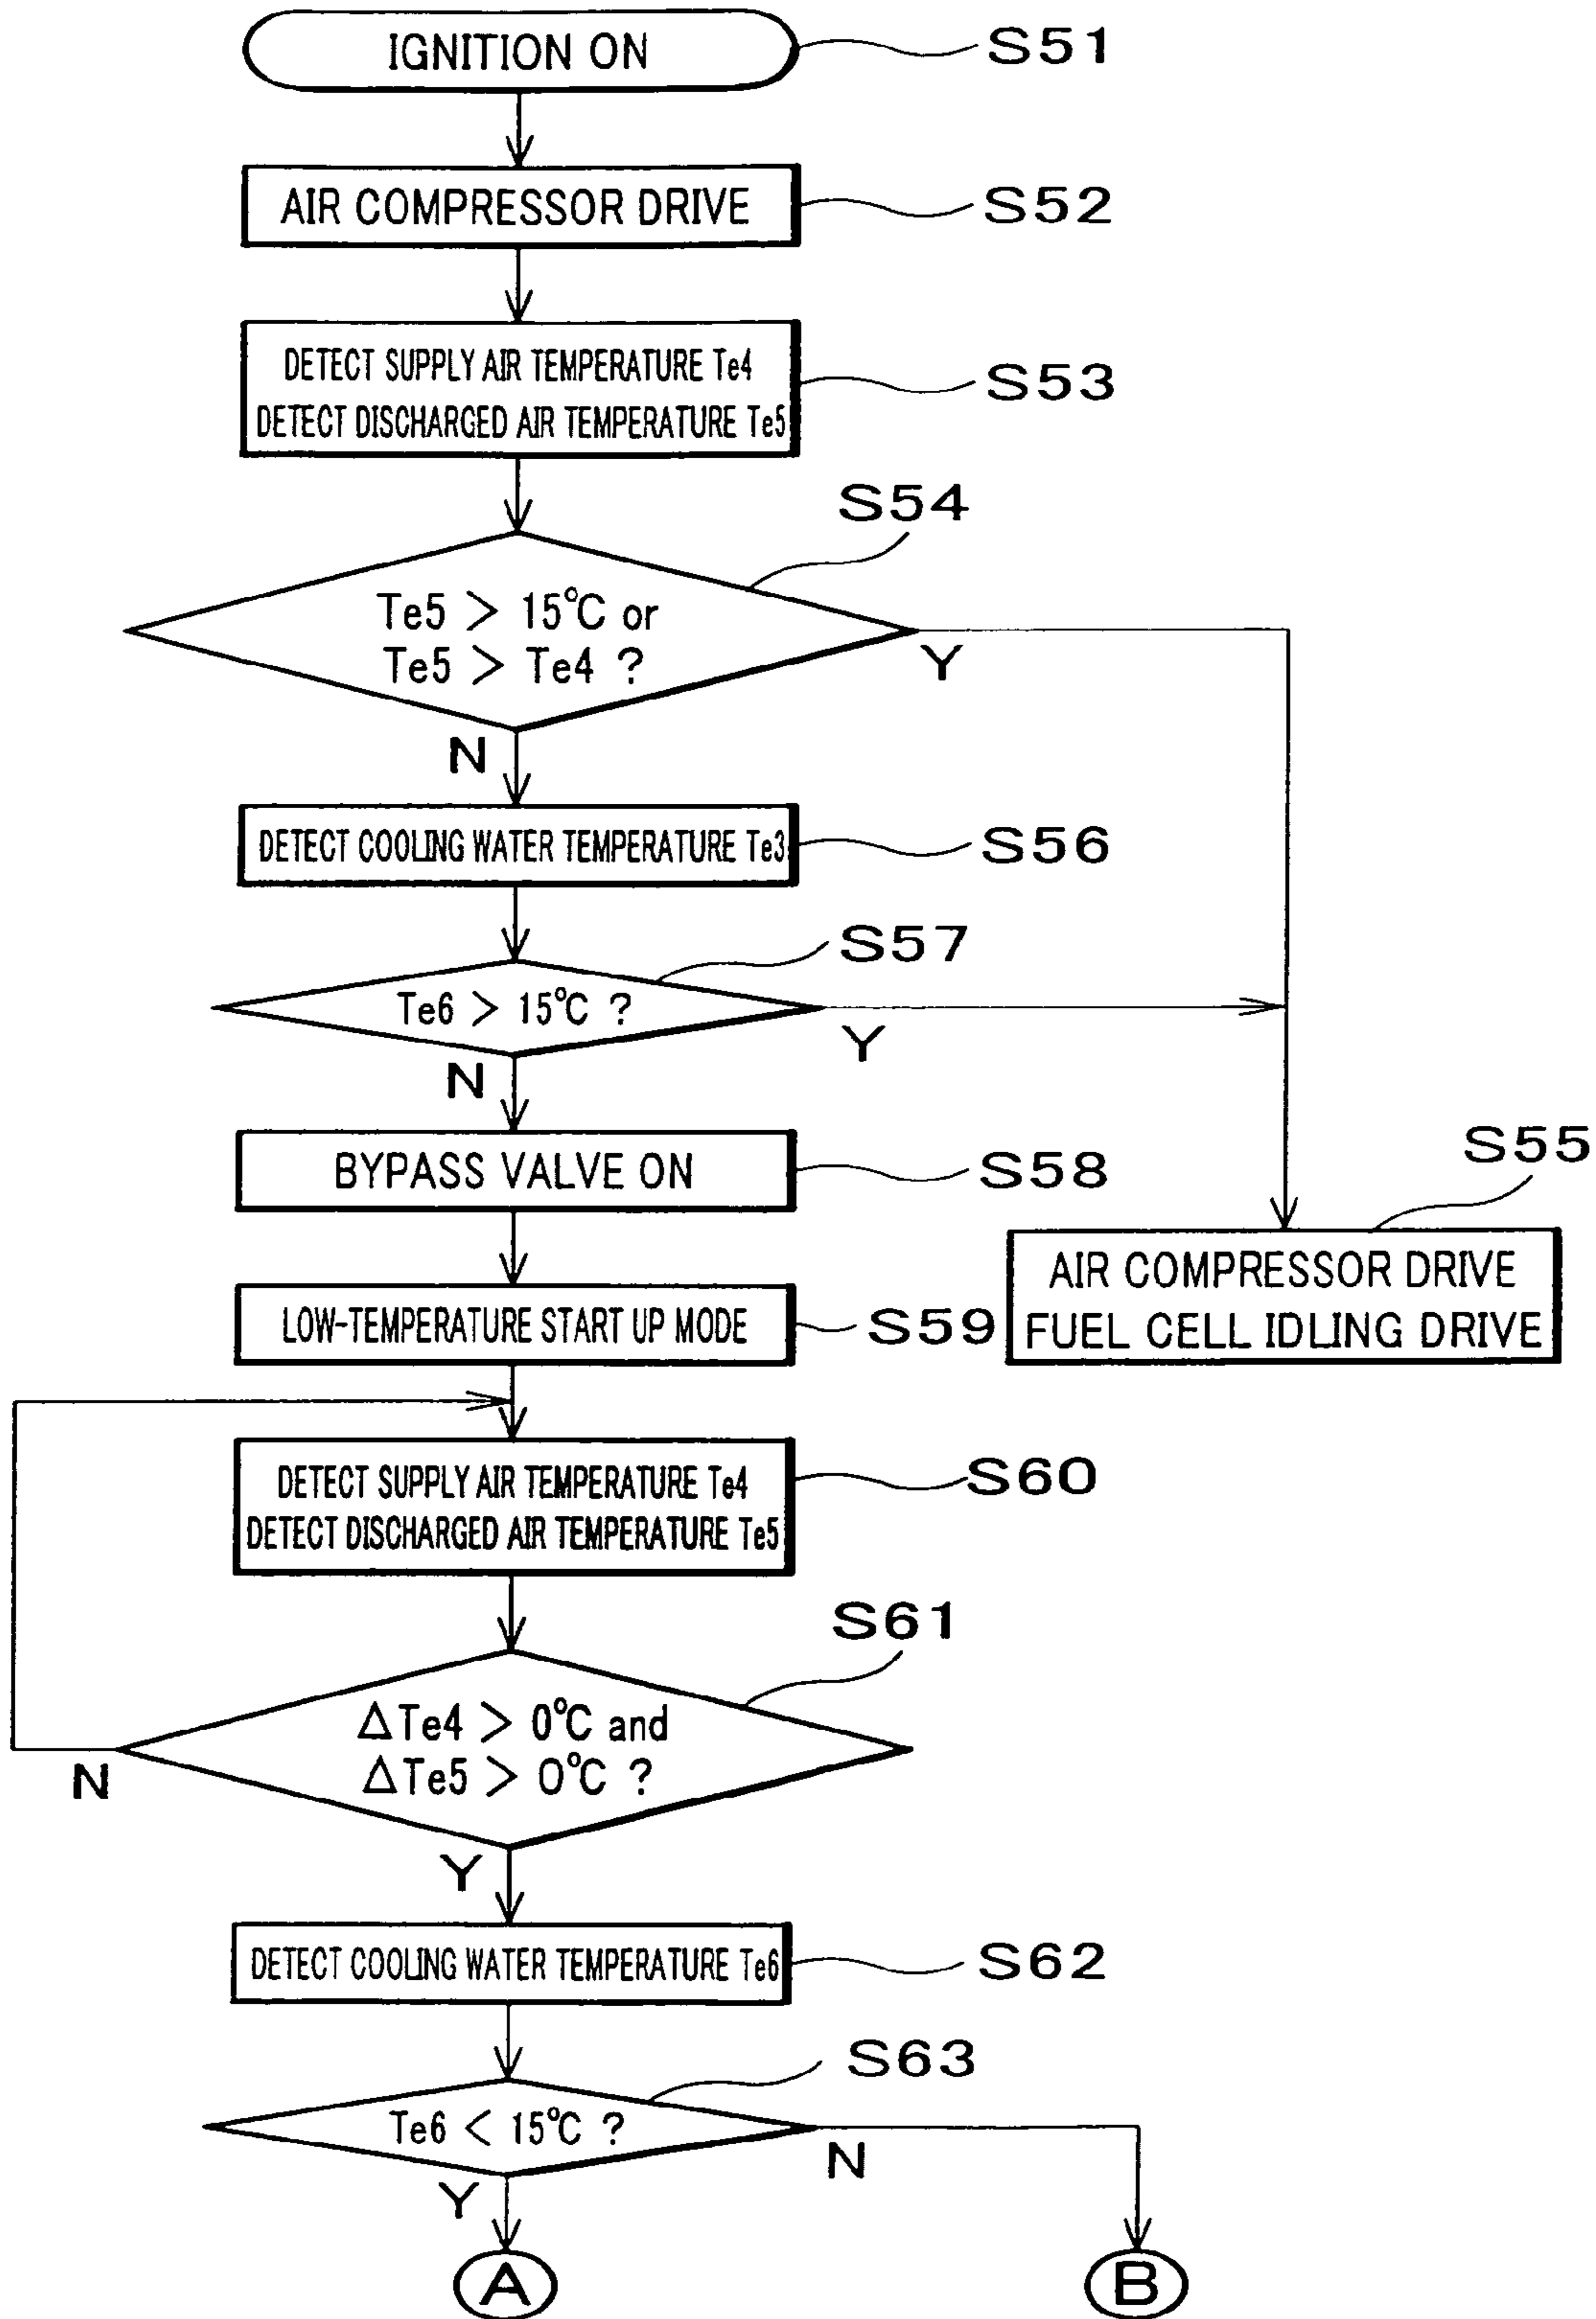 IGNITION ON
S51
AIR COMPRESSOR DRIVE
S52
DETECT SUPPLY AIR TEMPERATURE Te4
DETECT DISCHARGED AIR TEMPERATURE Te5
S53
S54
Te5 > 15°C or
Te5 > Te4 ?
Y
N
DETECT COOLING WATER TEMPERATURE Te3
S56
S57
Te6 > 15°C ?
Y
N
BYPASS VALVE ON
S58
S55
AIR COMPRESSOR DRIVE
FUEL CELL IDLING DRIVE
LOW-TEMPERATURE START UP MODE
S59
DETECT SUPPLY AIR TEMPERATURE Te4
DETECT DISCHARGED AIR TEMPERATURE Te5
S60
S61
ΔTe4 > 0°C and
ΔTe5 > 0°C ?
N
Y
DETECT COOLING WATER TEMPERATURE Te6
S62
S63
Te6 < 15°C ?
N
Y
A
B